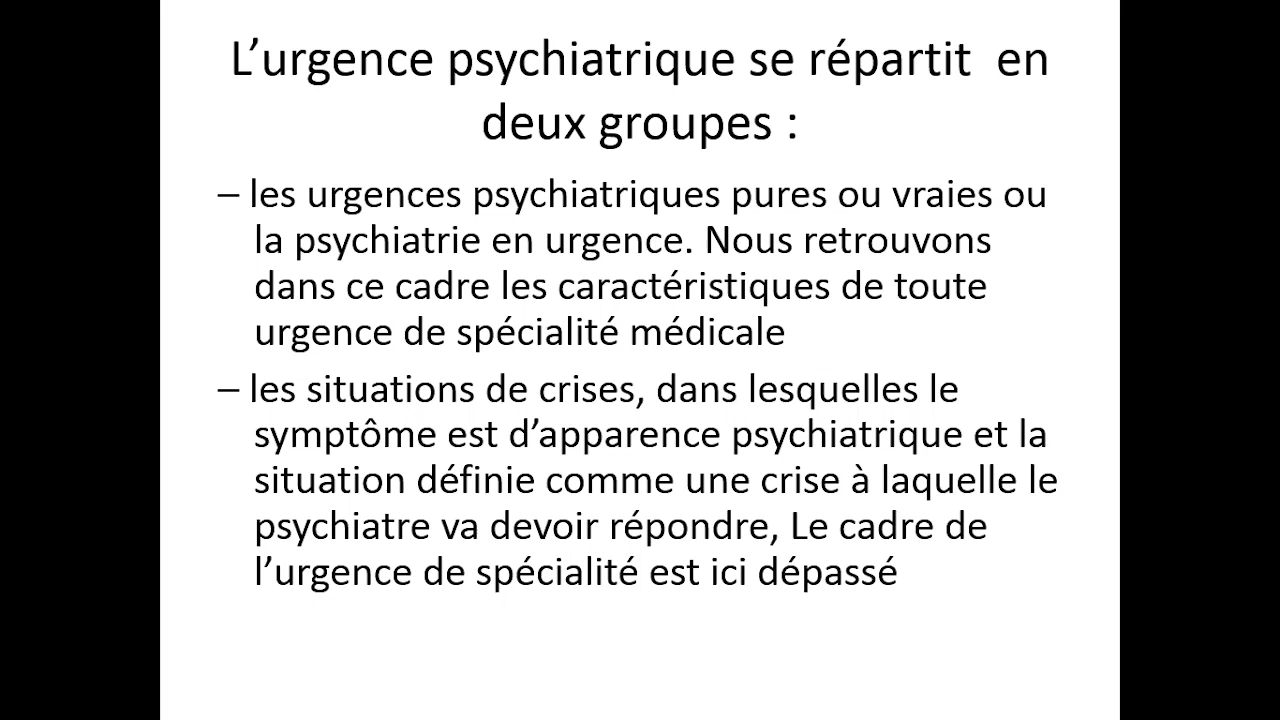 L’urgence psychiatrique se répartit  en
deux groupes :
– les urgences psychiatriques pures ou vraies ou
la psychiatrie en urgence. Nous retrouvons
dans ce cadre les caractéristiques de toute
urgence de spécialité médicale
– les situations de crises, dans lesquelles le
symptôme est d’apparence psychiatrique et la
situation définie comme une crise à laquelle le
psychiatre va devoir répondre, Le cadre de
l’urgence de spécialité est ici dépassé